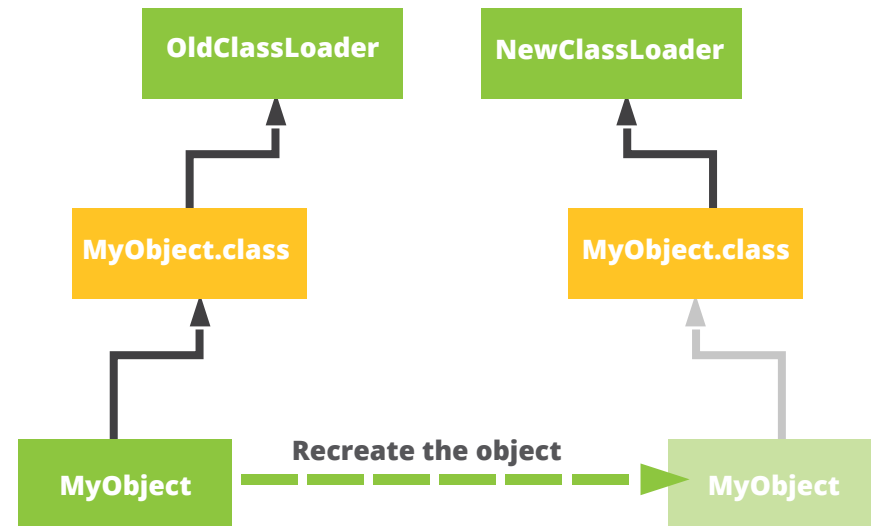 OldClassLoader
NewClassLoader
MyObject.class
MyObject.class
Recreate the object
MyObject
MyObject